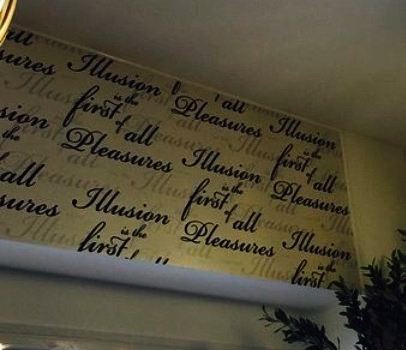 Illusion
is the
first
of all
Pleasures
Illusion
is the
first
of all
Pleasures
Illusion
is the
first
of all
Pleasures
Illusion
is the
first
of all
Pleasures
Illusion
is the
first